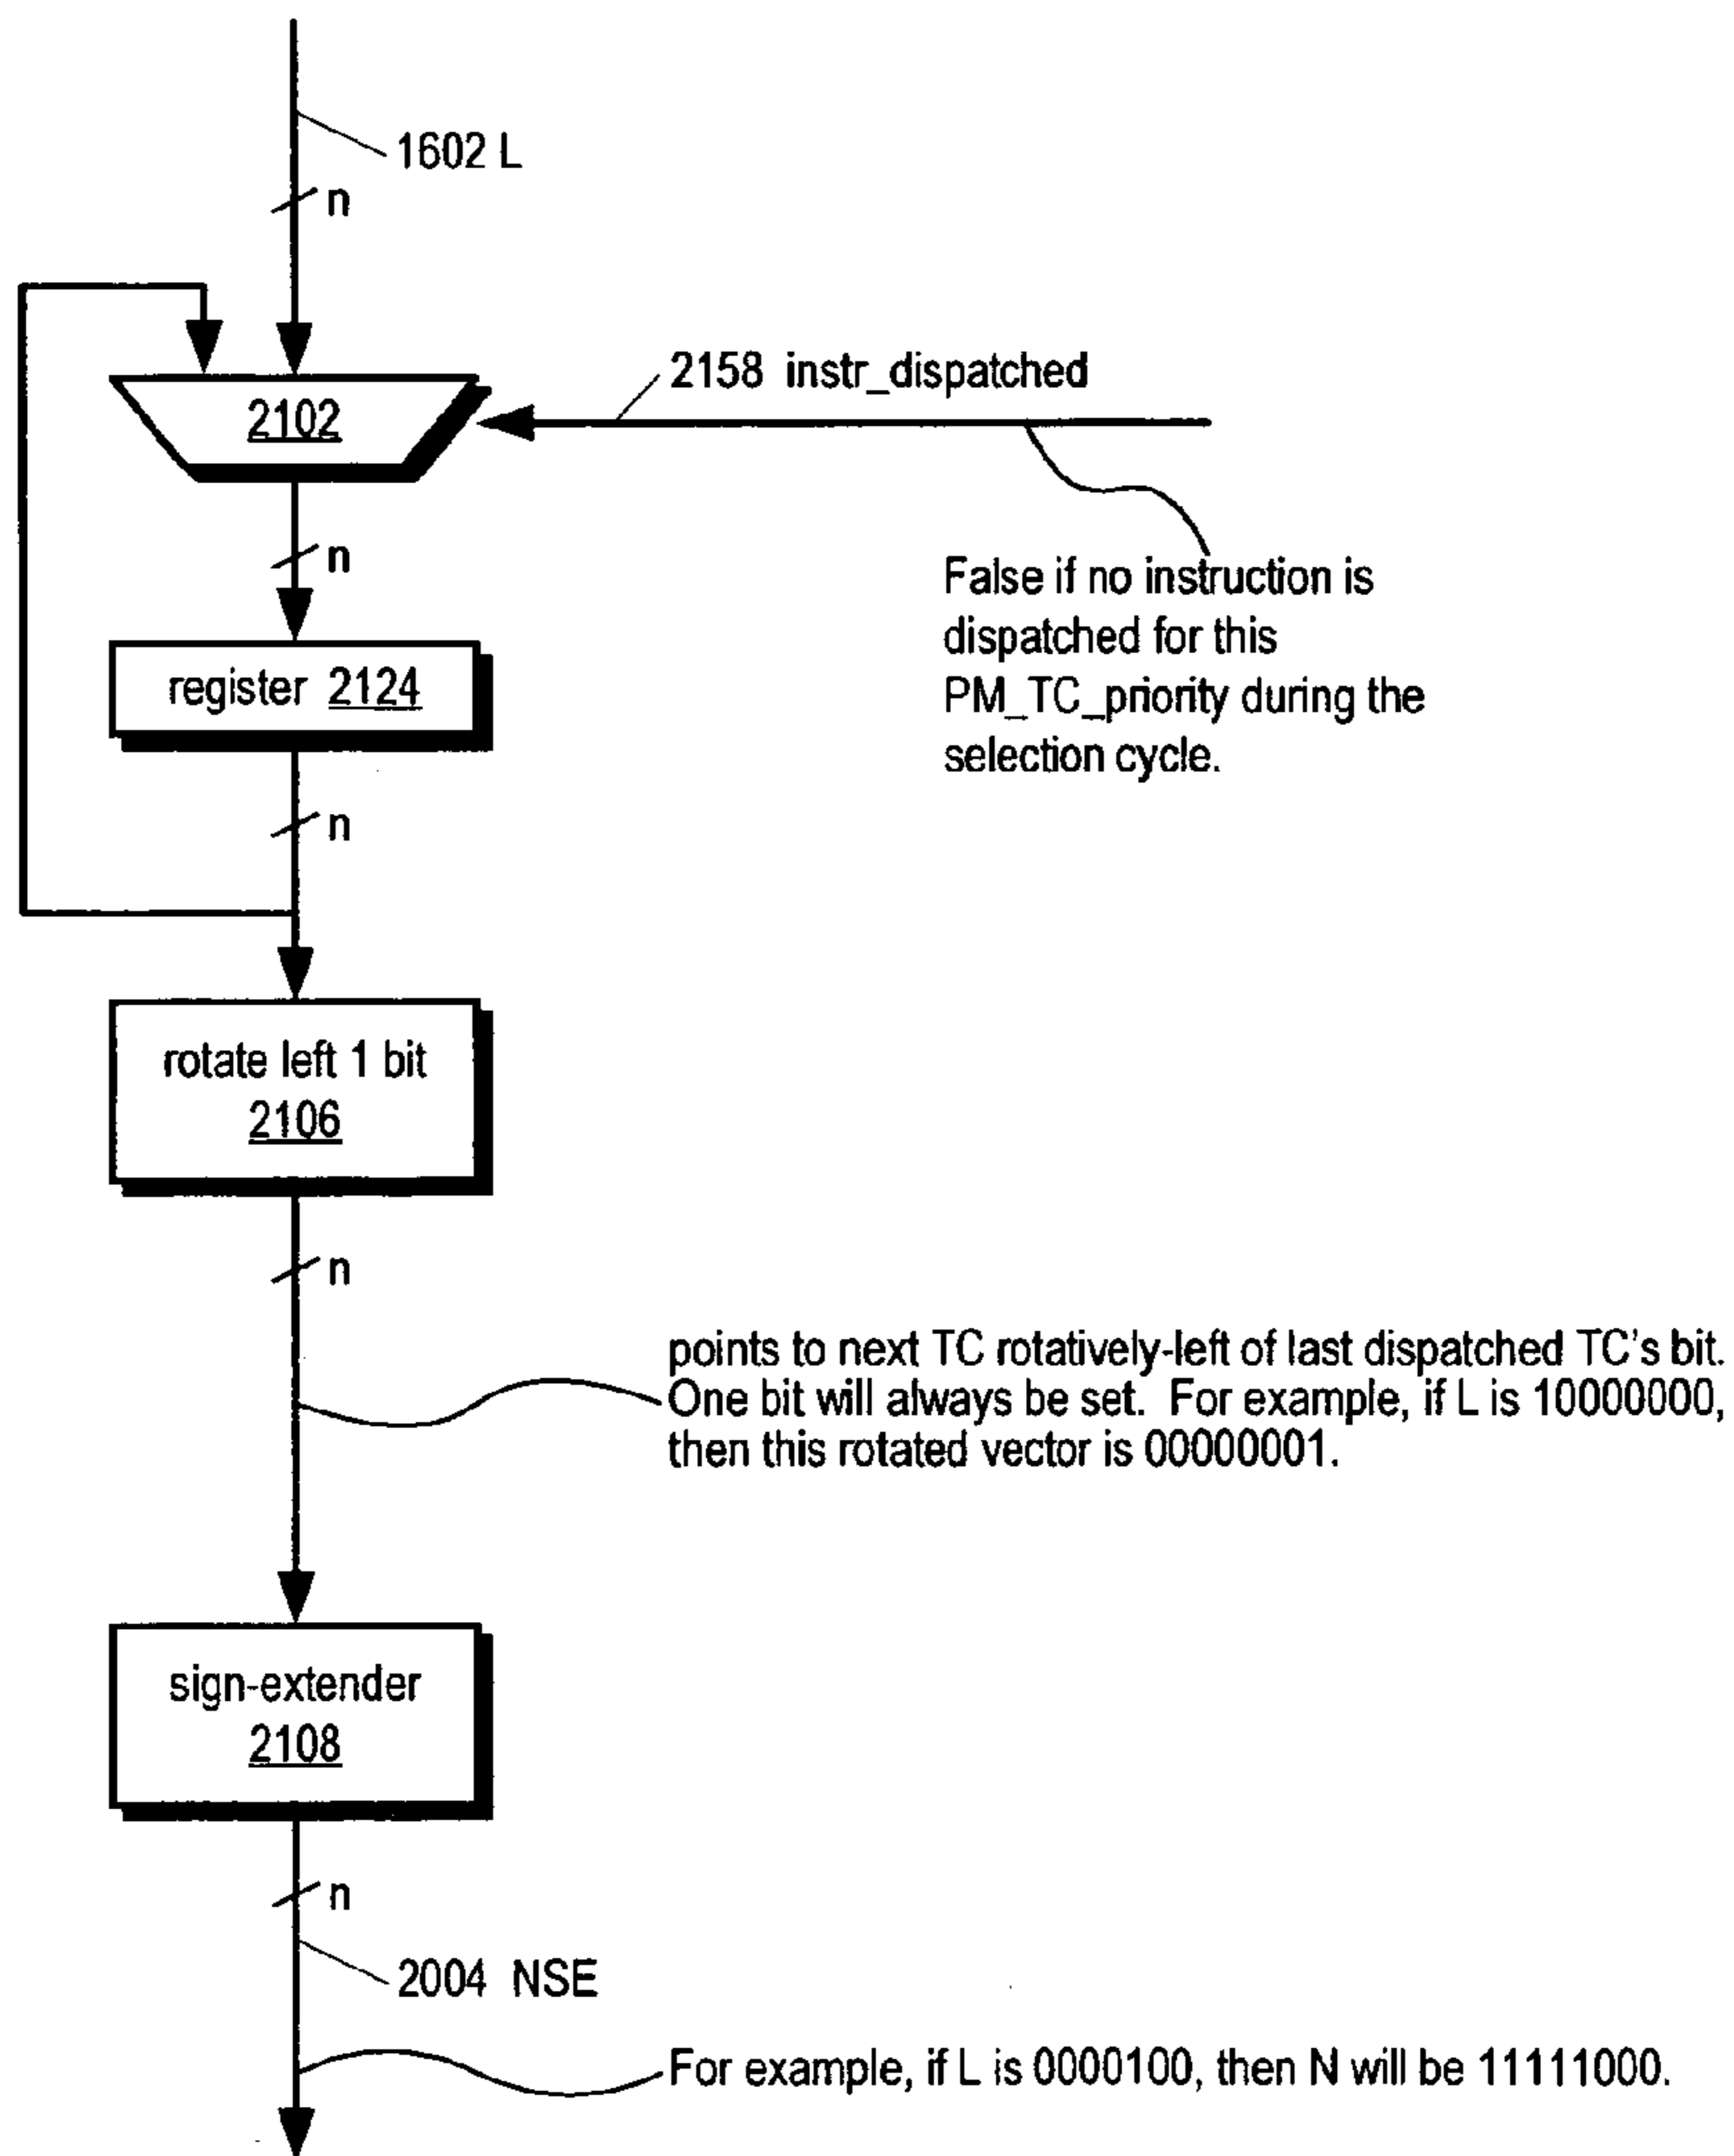 1602 L
n
2102
2158 instr_dispatched
False if no instruction is
dispatched for this
PM_TC_priority during the
selection cycle.
n
register 2124
n
rotate left 1 bit
2106
n
points to next TC rotatively-left of last dispatched TC's bit.
One bit will always be set. For example, if L is 10000000,
then this rotated vector is 00000001.
sign-extender
2108
n
2004 NSE
For example, if L is 0000100, then N will be 11111000.